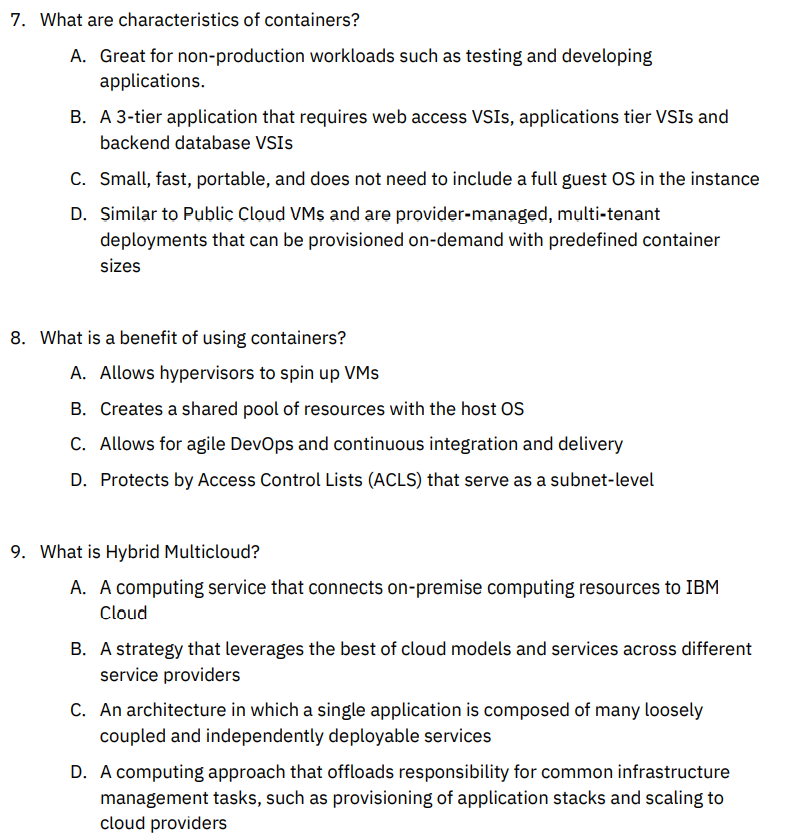 7. What are characteristics of containers?
A. Great for non-production workloads such as testing and developing
applications.
B. A 3-tier application that requires web access VSIs, applications tier VSIs and
backend database VSIs
C. Small, fast, portable, and does not need to include a full guest OS in the instance
D. Similar to Public Cloud VMs and are provider-managed, multi-tenant
deployments that can be provisioned on-demand with predefined container
sizes
8. What is a benefit of using containers?
A. Allows hypervisors to spin up VMs
B. Creates a shared pool of resources with the host OS
C. Allows for agile DevOps and continuous integration and delivery
D. Protects by Access Control Lists (ACLS) that serve as a subnet-level
9. What is Hybrid Multicloud?
A. A computing service that connects on-premise computing resources to IBM
Cloud
B. A strategy that leverages the best of cloud models and services across different
service providers
C. An architecture in which a single application is composed of many loosely
coupled and independently deployable services
D. A computing approach that offloads responsibility for common infrastructure
management tasks, such as provisioning of application stacks and scaling to
cloud providers